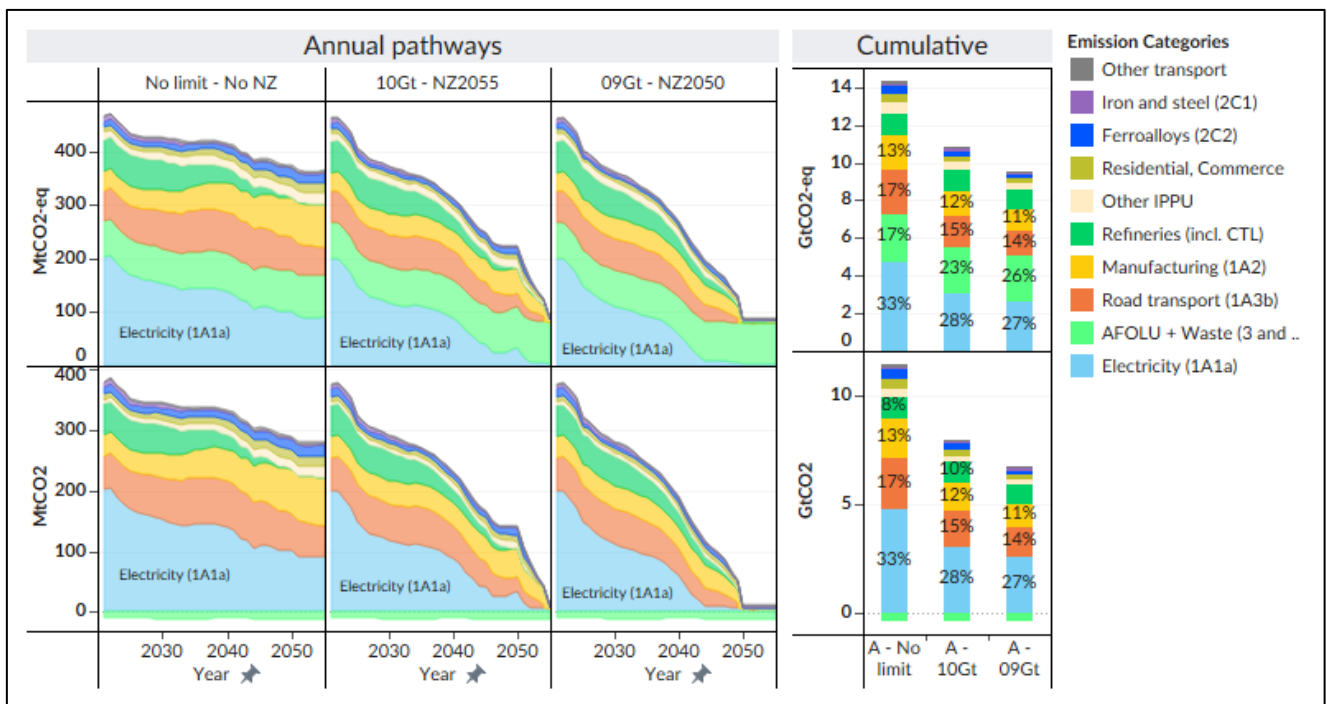 Annual pathways
Cumulative
Emission Categories
No limit - No NZ
10Gt - NZ2055
09Gt - NZ2050
Other transport
Iron and steel (2C1)
Ferroalloys (2C2)
Residential, Commerce
Other IPPU
Refineries (incl. CTL)
Manufacturing (1A2)
Road transport (1A3b)
AFOLU + Waste (3 and ..
Electricity (1A1a)
MtCO2-eq
400
300
200
100
0
Electricity (1A1a)
Electricity (1A1a)
Electricity (1A1a)
GtCO2-eq
14
12
10
8
6
4
2
0
13%
17%
17%
33%
12%
15%
23%
28%
11%
14%
26%
27%
MtCO2
400
300
200
100
0
Electricity (1A1a)
Electricity (1A1a)
Electricity (1A1a)
GtCO2
10
5
0
8%
13%
17%
33%
10%
12%
15%
28%
11%
14%
27%
2030 2040 2050
2030 2040 2050
2030 2040 2050
Year
Year
Year
A - No limit
A - 10Gt
A - 09Gt